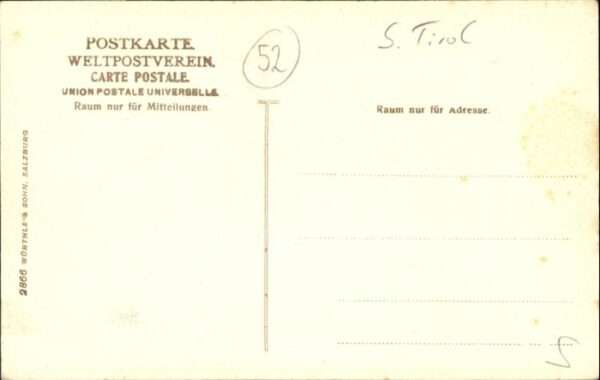 POSTKARTE.
WELTPOSTVEREIN.
CARTE POSTALE.
UNION POSTALE UNIVERSELLE.
Raum nur für Mitteilungen.
52
S. Tirol
Raum nur für Adresse.
2866 WÜRTHLE & SOHN, SALZBURG